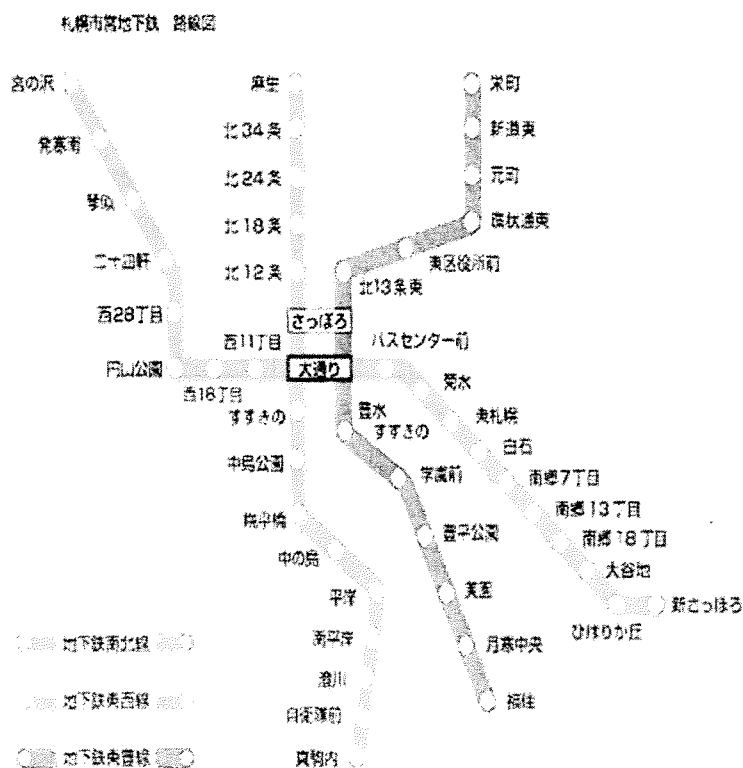 札幌市営地下鉄 路線図
宮の沢
発寒南
琴似
二十四軒
西28丁目
円山公園
西18丁目
西11丁目
麻生
北34条
北24条
北18条
北12条
さっぽろ
大通り
すすきの
中島公園
幌平橋
中の島
平岸
南平岸
澄川
自衛隊前
真駒内
栄町
新道東
元町
環状通東
東区役所前
北13条東
豊水
すすきの
学園前
豊平公園
美園
月寒中央
福住
バスセンター前
菊水
東札幌
白石
南郷7丁目
南郷13丁目
南郷18丁目
大谷地
ひばりが丘
新さっぽろ
地下鉄南北線
地下鉄東西線
地下鉄東豊線